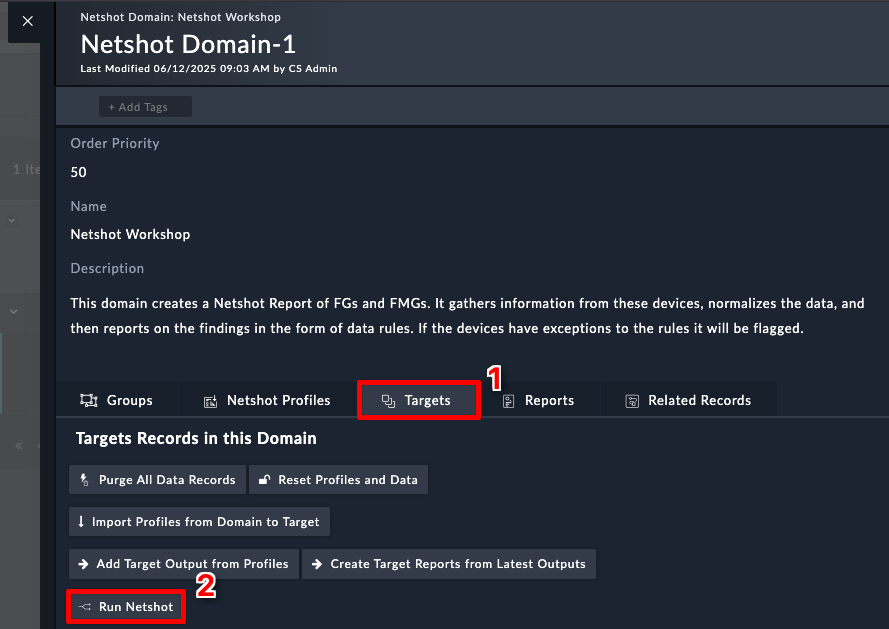 Netshot Domain: Netshot Workshop
Netshot Domain-1
Last Modified 06/12/2025 09:03 AM by CS Admin
+ Add Tags
Order Priority
1 Ite
50
Name
Netshot Workshop
Description
This domain creates a Netshot Report of FGs and FMGs. It gathers information from these devices, normalizes the data, and
then reports on the findings in the form of data rules. If the devices have exceptions to the rules it will be flagged.
1
Groups Netshot Profiles Targets Reports Related Records
Targets Records in this Domain
Purge All Data Records Reset Profiles and Data
Import Profiles from Domain to Target
Add Target Output from Profiles Create Target Reports from Latest Outputs
2
Run Netshot